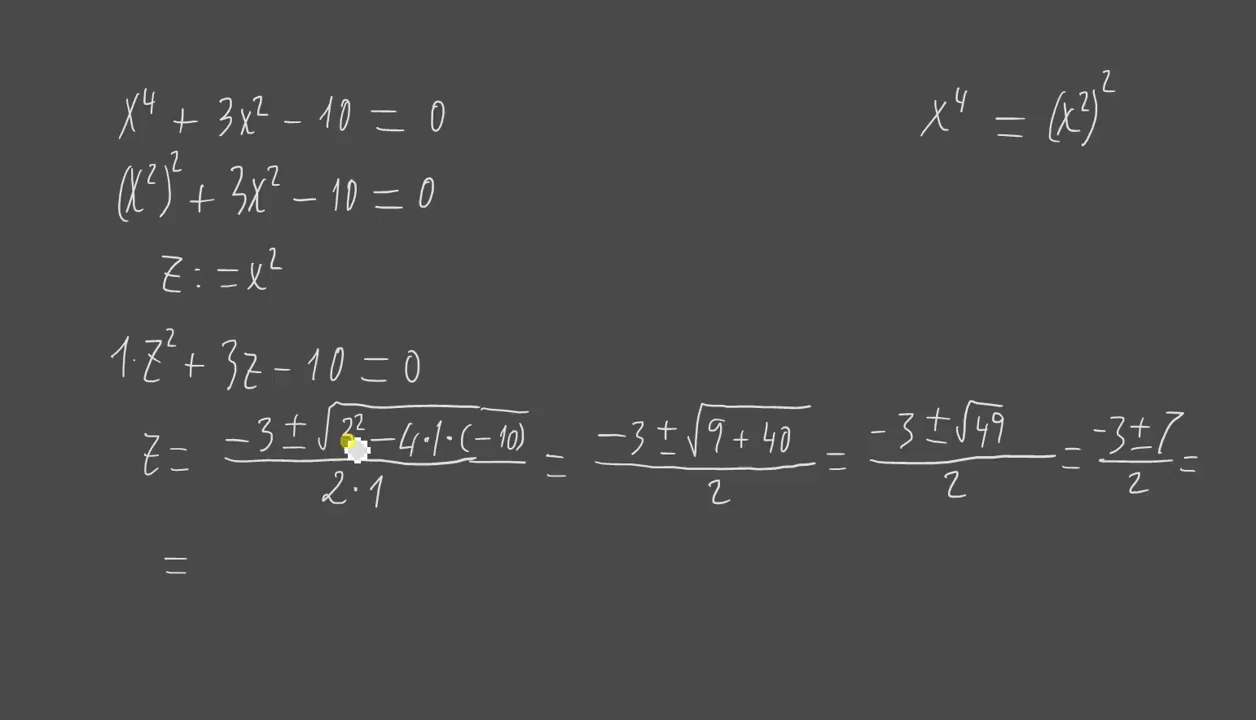 x⁴ + 3x² - 10 = 0
x⁴ = (x²)²
(x²)² + 3x² - 10 = 0
z := x²
1·z² + 3z - 10 = 0
z = (-3 ± √(3² - 4·1·(-10)))/(2·1) = (-3 ± √(9 + 40))/2 = (-3 ± √49)/2 = (-3 ± 7)/2 =
=